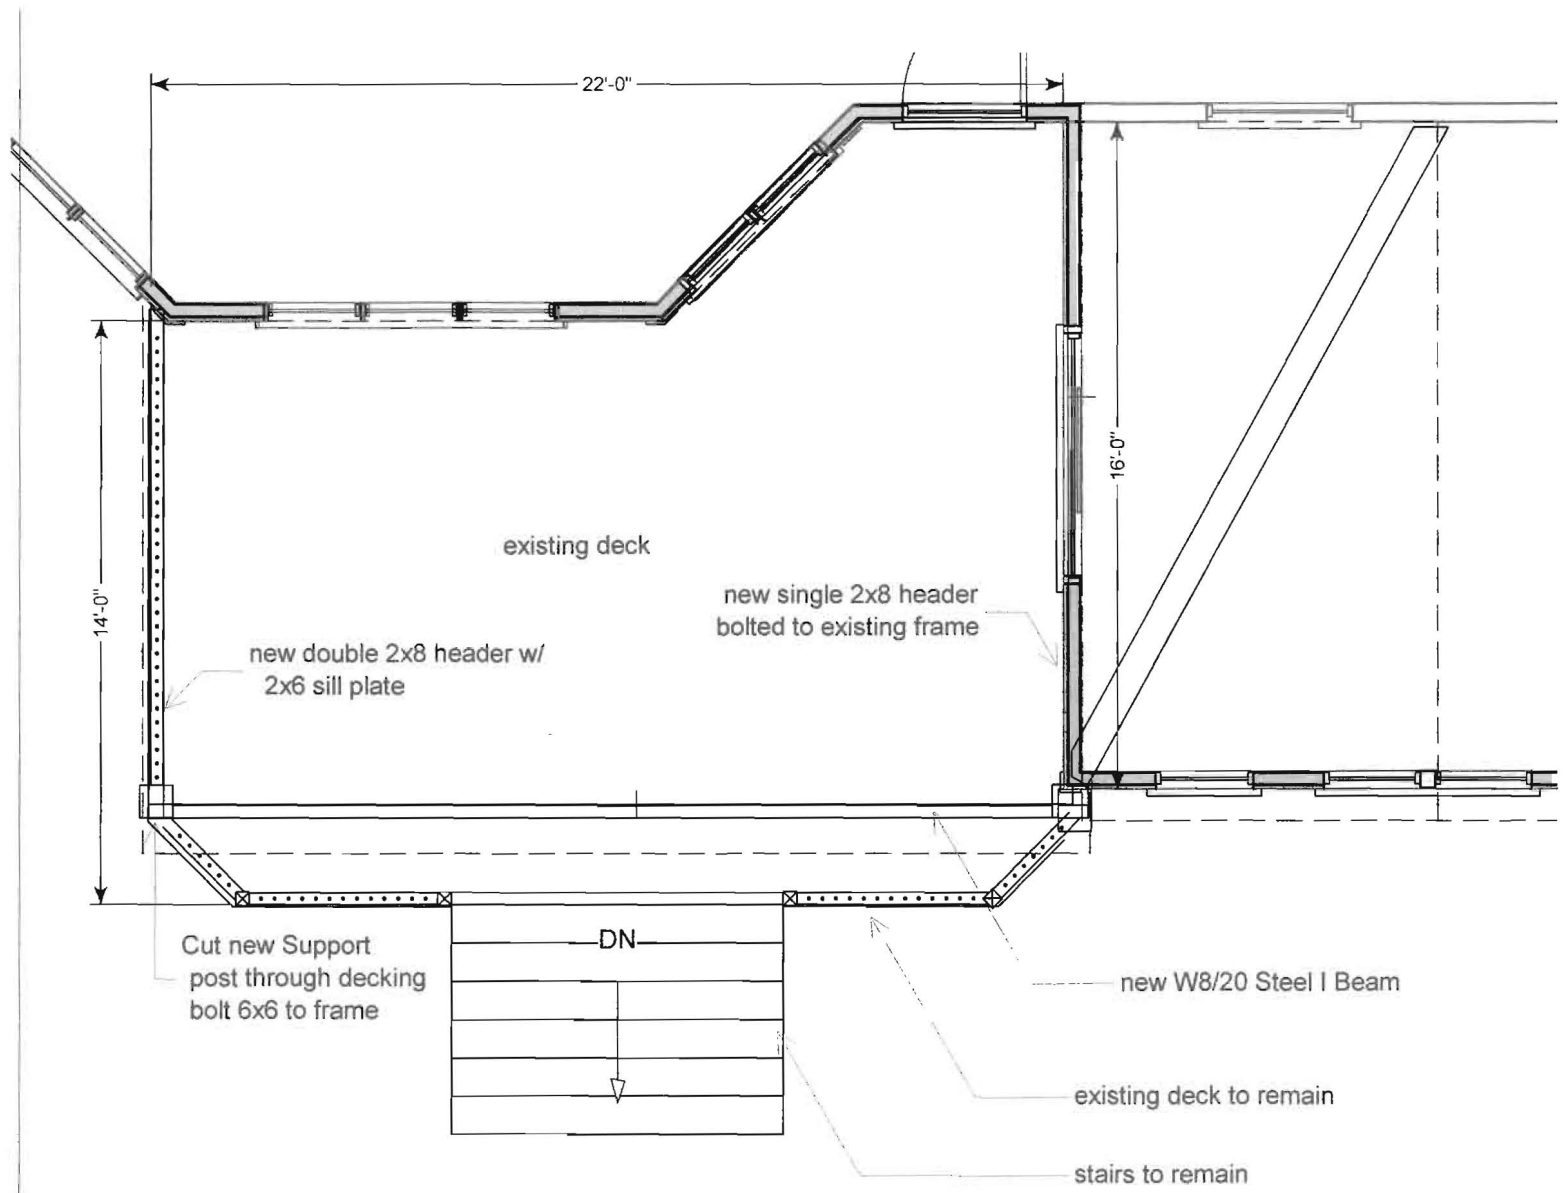 22'-0"
16'-0"
existing deck
new single 2x8 header
bolted to existing frame
14'-0"
new double 2x8 header w/
2x6 sill plate
DN
Cut new Support
post through decking
bolt 6x6 to frame
new W8/20 Steel I Beam
existing deck to remain
stairs to remain